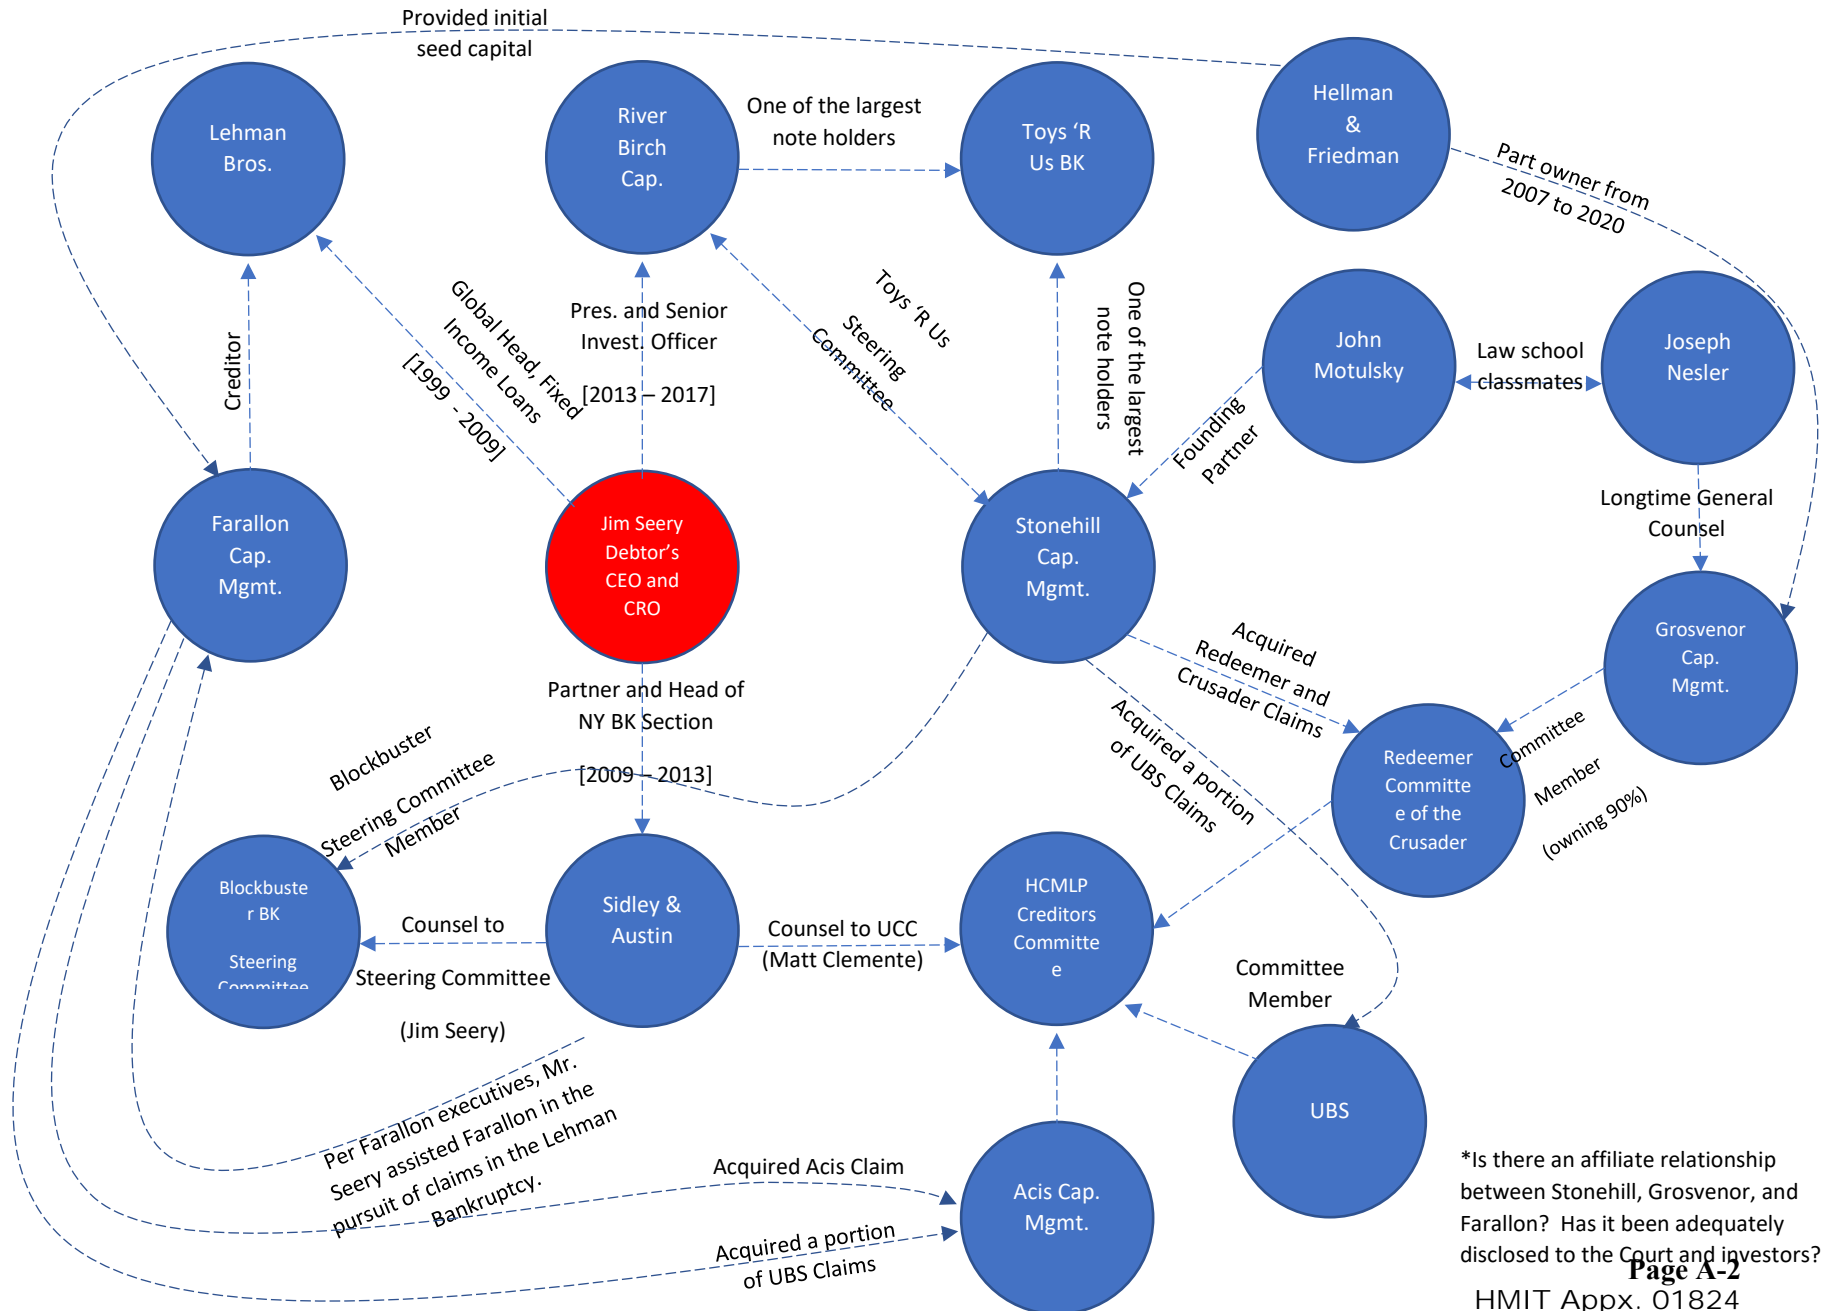 Provided initial
seed capital
Lehman
Bros.
River
Birch
Cap.
One of the largest
note holders
Toys ‘R
Us BK
Hellman
&
Friedman
Part owner from
2007 to 2020
Creditor
Global Head, Fixed
Income Loans
[1999 - 2009]
Pres. and Senior
Invest. Officer
[2013 – 2017]
Toys ‘R Us
Steering
Committee
One of the largest
note holders
John
Motulsky
Law school
classmates
Joseph
Nesler
Founding
Partner
Longtime General
Counsel
Farallon
Cap.
Mgmt.
Jim Seery
Debtor’s
CEO and
CRO
Stonehill
Cap.
Mgmt.
Grosvenor
Cap.
Mgmt.
Partner and Head of
NY BK Section
[2009 – 2013]
Acquired
Redeemer and
Crusader Claims
Acquired a portion
of UBS Claims
Redeemer
Committe
e of the
Crusader
Committee
Member
(owning 90%)
Blockbuster
Steering Committee
Member
Blockbuste
r BK
Steering
Committee
Counsel to
Steering Committee
(Jim Seery)
Sidley &
Austin
Counsel to UCC
(Matt Clemente)
HCMLP
Creditors
Committe
e
Committee
Member
UBS
Per Farallon executives, Mr.
Seery assisted Farallon in the
pursuit of claims in the Lehman
Bankruptcy.
Acquired Acis Claim
Acquired a portion
of UBS Claims
Acis Cap.
Mgmt.
*Is there an affiliate relationship
between Stonehill, Grosvenor, and
Farallon? Has it been adequately
disclosed to the Court and investors?
Page A-2
HMIT Appx. 01824